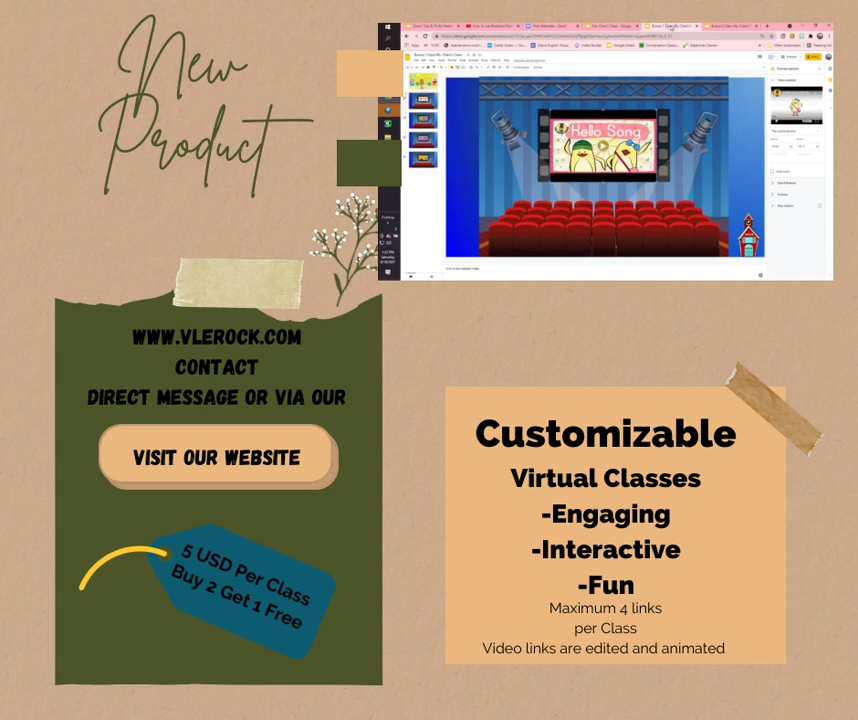 New
Product
Hello Song
WWW.VLEROCK.COM
CONTACT
DIRECT MESSAGE OR VIA OUR
VISIT OUR WEBSITE
5 USD Per Class
Buy 2 Get 1 Free
Customizable
Virtual Classes
-Engaging
-Interactive
-Fun
Maximum 4 links
per Class
Video links are edited and animated